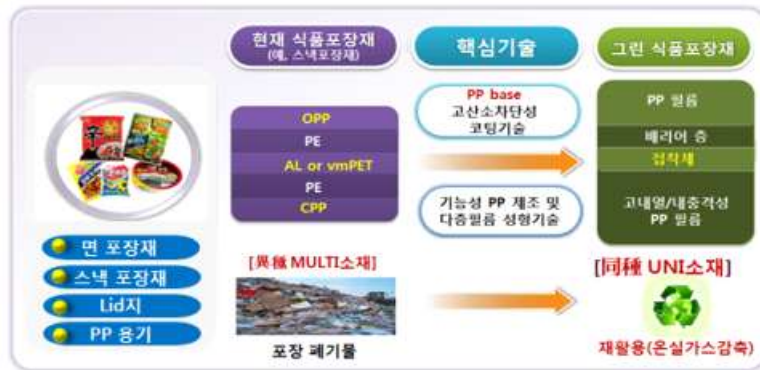 현재 식품포장재
(예, 스낵포장재)
핵심기술
그린 식품포장재
OPP
PE
AL or vmPET
PE
CPP
PP base
고산소차단성
코팅기술
기능성 PP 제조 및
다층필름 성형기술
PP 필름
배리어 층
접착제
고내열/내충격성
PP 필름
면 포장재
스낵 포장재
Lid지
PP 용기
[異種 MULTI소재]
포장 폐기물
[同種 UNI소재]
재활용(온실가스감축)